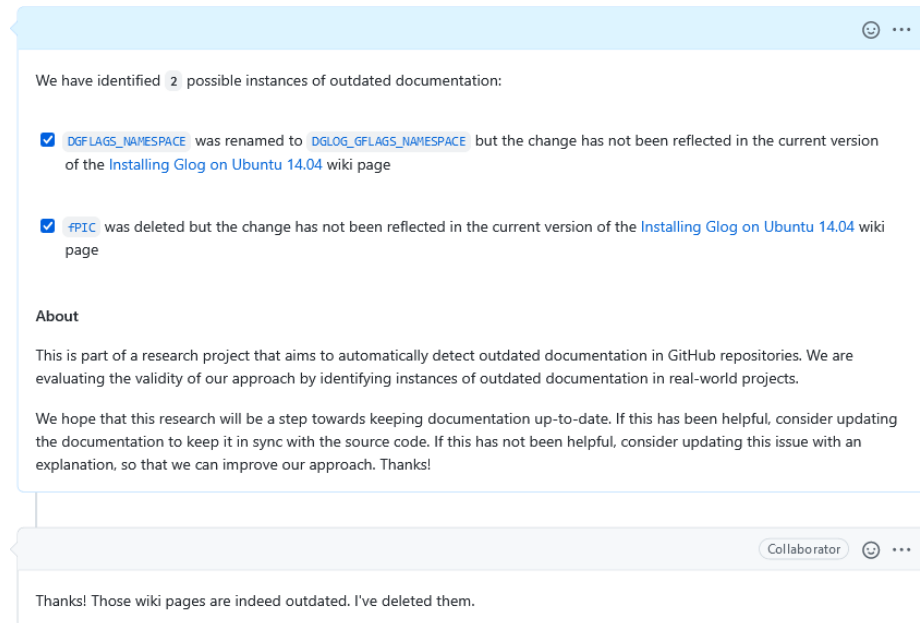 We have identified 2 possible instances of outdated documentation:
DGFLAGS_NAMESPACE was renamed to DGLOG_GFLAGS_NAMESPACE but the change has not been reflected in the current version
of the Installing Glog on Ubuntu 14.04 wiki page
fPIC was deleted but the change has not been reflected in the current version of the Installing Glog on Ubuntu 14.04 wiki
page
About
This is part of a research project that aims to automatically detect outdated documentation in GitHub repositories. We are
evaluating the validity of our approach by identifying instances of outdated documentation in real-world projects.
We hope that this research will be a step towards keeping documentation up-to-date. If this has been helpful, consider updating
the documentation to keep it in sync with the source code. If this has not been helpful, consider updating this issue with an
explanation, so that we can improve our approach. Thanks!
Collaborator
Thanks! Those wiki pages are indeed outdated. I've deleted them.